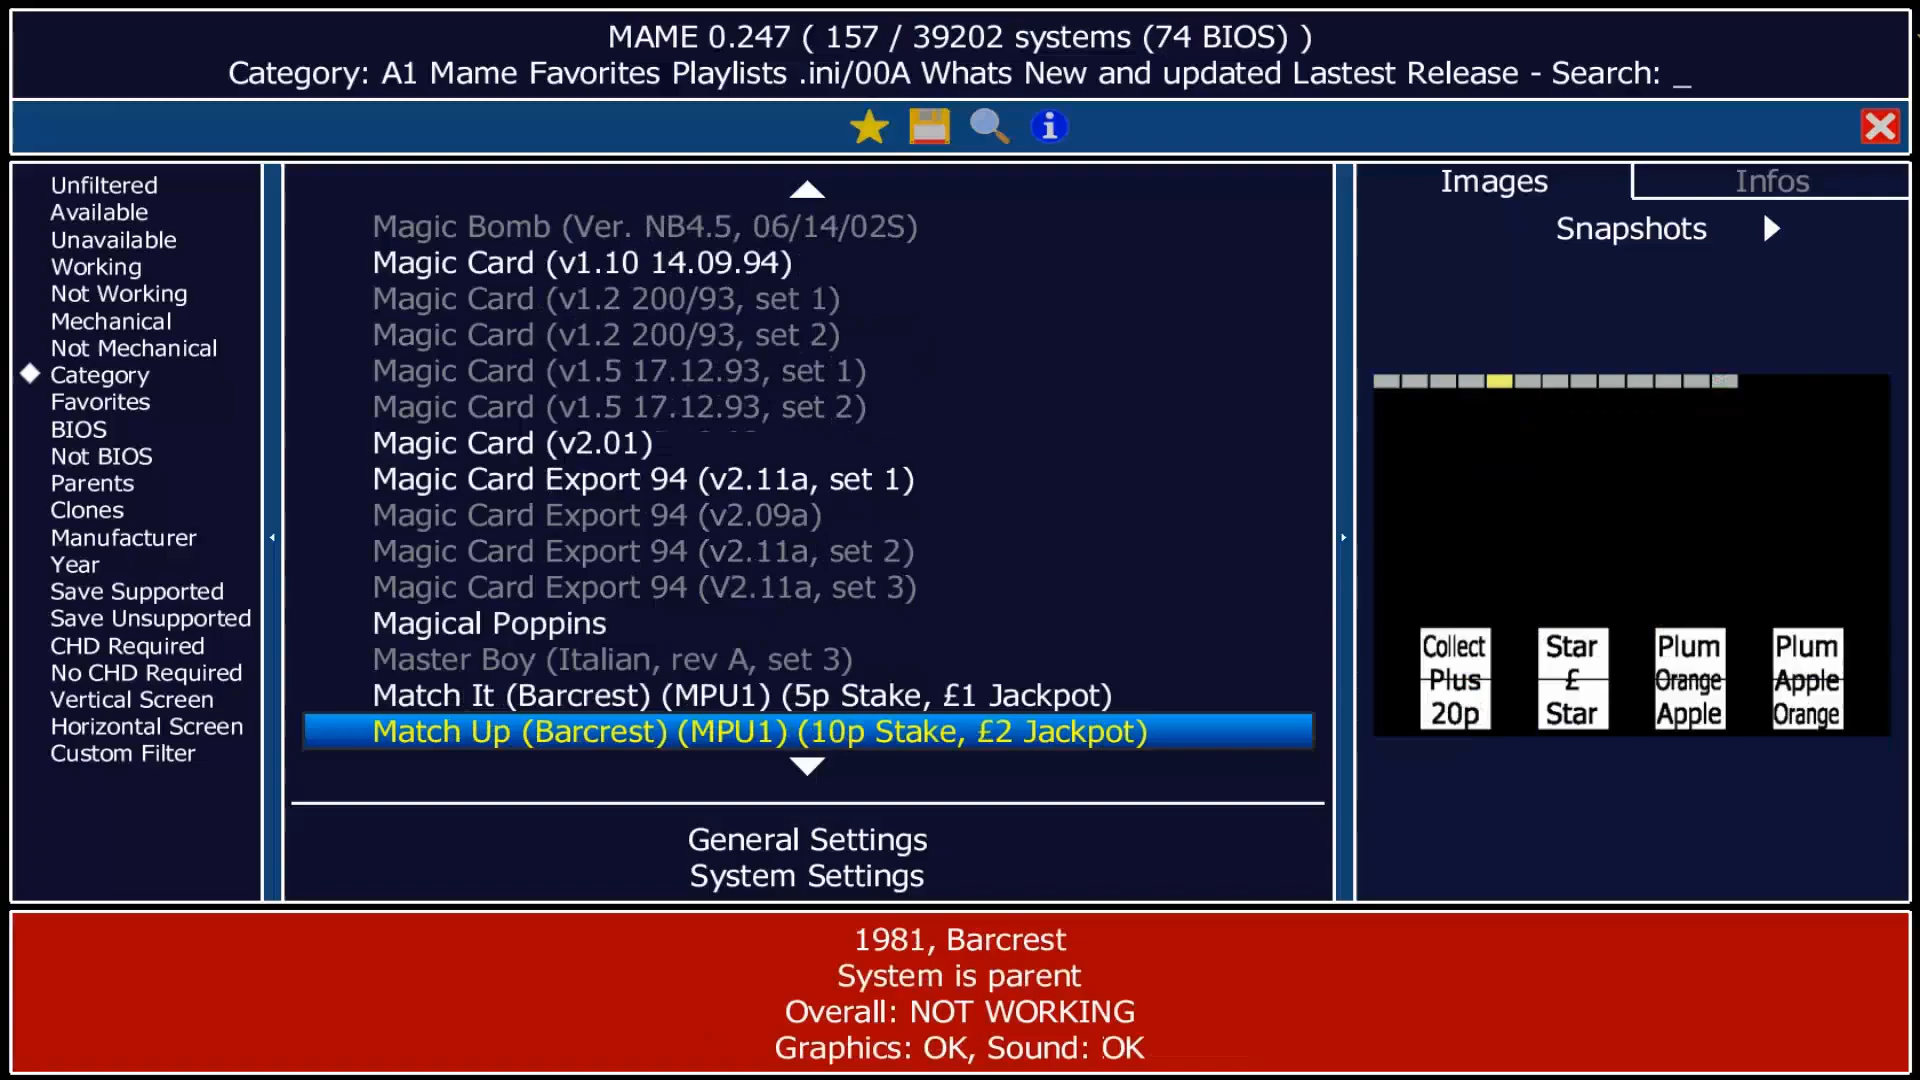 MAME 0.247 ( 157 / 39202 systems (74 BIOS) )
Category: A1 Mame Favorites Playlists .ini/00A Whats New and updated Lastest Release - Search: _
Unfiltered
Available
Unavailable
Working
Not Working
Mechanical
Not Mechanical
Category
Favorites
BIOS
Not BIOS
Parents
Clones
Manufacturer
Year
Save Supported
Save Unsupported
CHD Required
No CHD Required
Vertical Screen
Horizontal Screen
Custom Filter
Magic Bomb (Ver. NB4.5, 06/14/02S)
Magic Card (v1.10 14.09.94)
Magic Card (v1.2 200/93, set 1)
Magic Card (v1.2 200/93, set 2)
Magic Card (v1.5 17.12.93, set 1)
Magic Card (v1.5 17.12.93, set 2)
Magic Card (v2.01)
Magic Card Export 94 (v2.11a, set 1)
Magic Card Export 94 (v2.09a)
Magic Card Export 94 (v2.11a, set 2)
Magic Card Export 94 (V2.11a, set 3)
Magical Poppins
Master Boy (Italian, rev A, set 3)
Match It (Barcrest) (MPU1) (5p Stake, £1 Jackpot)
Match Up (Barcrest) (MPU1) (10p Stake, £2 Jackpot)
General Settings
System Settings
Images
Infos
Snapshots
Collect Star Plum Plum
Plus £ Orange Apple
20p Star Apple Orange
1981, Barcrest
System is parent
Overall: NOT WORKING
Graphics: OK, Sound: OK